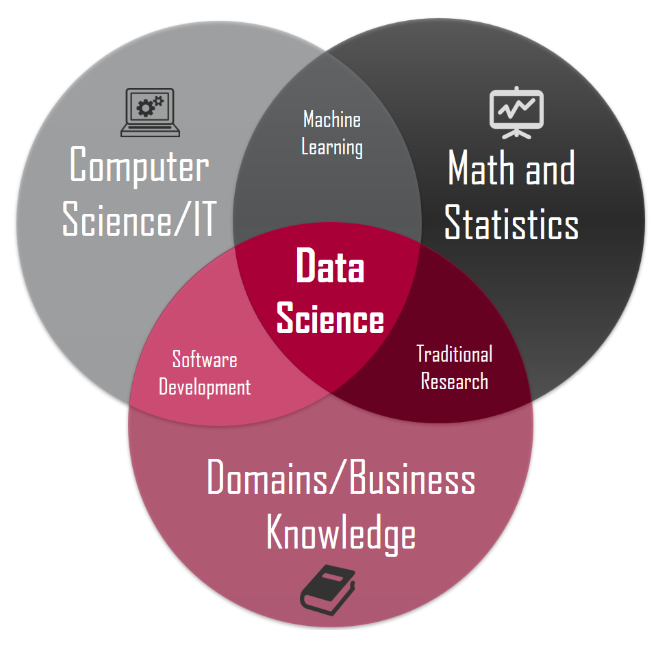 Machine
Learning
Computer
Science/IT
Math and
Statistics
Data
Science
Software
Development
Traditional
Research
Domains/Business
Knowledge